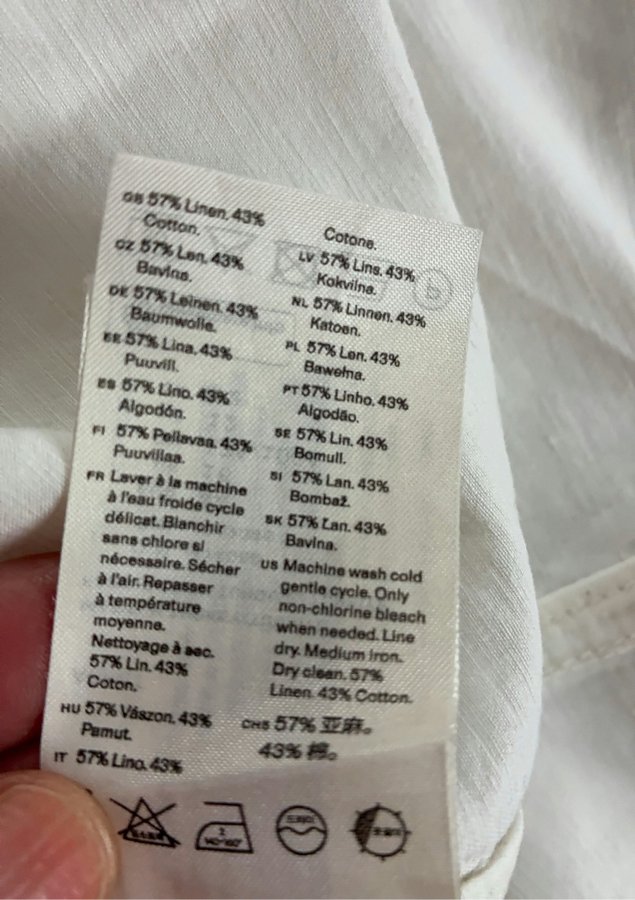 GB 57% Linen. 43%
Cotton.
CZ 57% Len. 43%
Bavlna.
DE 57% Leinen. 43%
Baumwolle.
EE 57% Lina. 43%
Puuvill.
ES 57% Lino. 43%
Algodón.
FI 57% Pellavaa. 43%
Puuvillaa.
FR Laver à la machine
à l'eau froide cycle
délicat. Blanchir
sans chlore si
nécessaire. Sécher
à l'air. Repasser
à température
moyenne.
Nettoyage à sec.
57% Lin. 43%
Coton.
HU 57% Vászon. 43%
Pamut.
IT 57% Lino. 43%
Cotone.
LV 57% Lins. 43%
Kokvilna.
NL 57% Linnen. 43%
Katoen.
PL 57% Len. 43%
Bawełna.
PT 57% Linho. 43%
Algodão.
SE 57% Lin. 43%
Bomull.
SI 57% Lan. 43%
Bombaž.
SK 57% Ľan. 43%
Bavlna.
US Machine wash cold
gentle cycle. Only
non-chlorine bleach
when needed. Line
dry. Medium iron.
Dry clean. 57%
Linen. 43% Cotton.
CHS 57% 亚麻。
43% 棉。
2
드라이